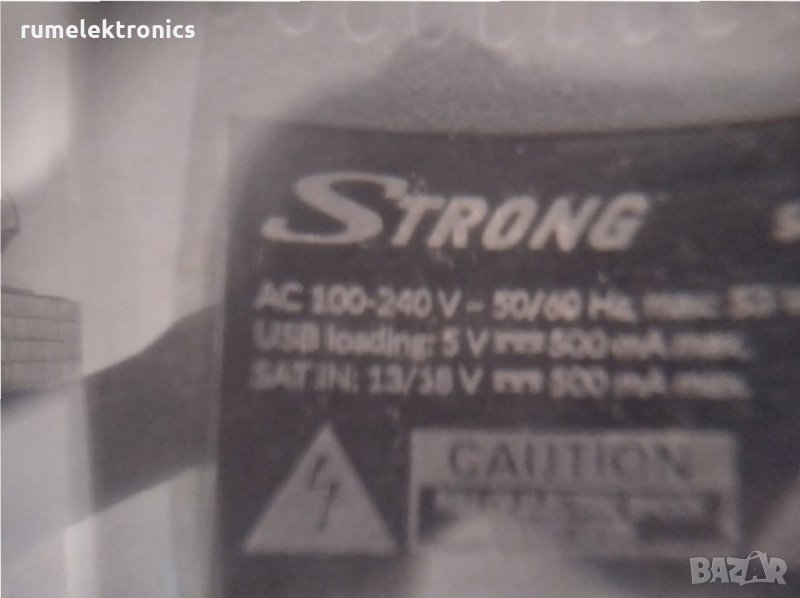 rumelektronics
STRONG
AC 100-240 V ~ 50/60 Hz, max.
USB loading: 5 V 500 mA max.
SAT IN: 13/18 V 500 mA max.
CAUTION
BAZAR